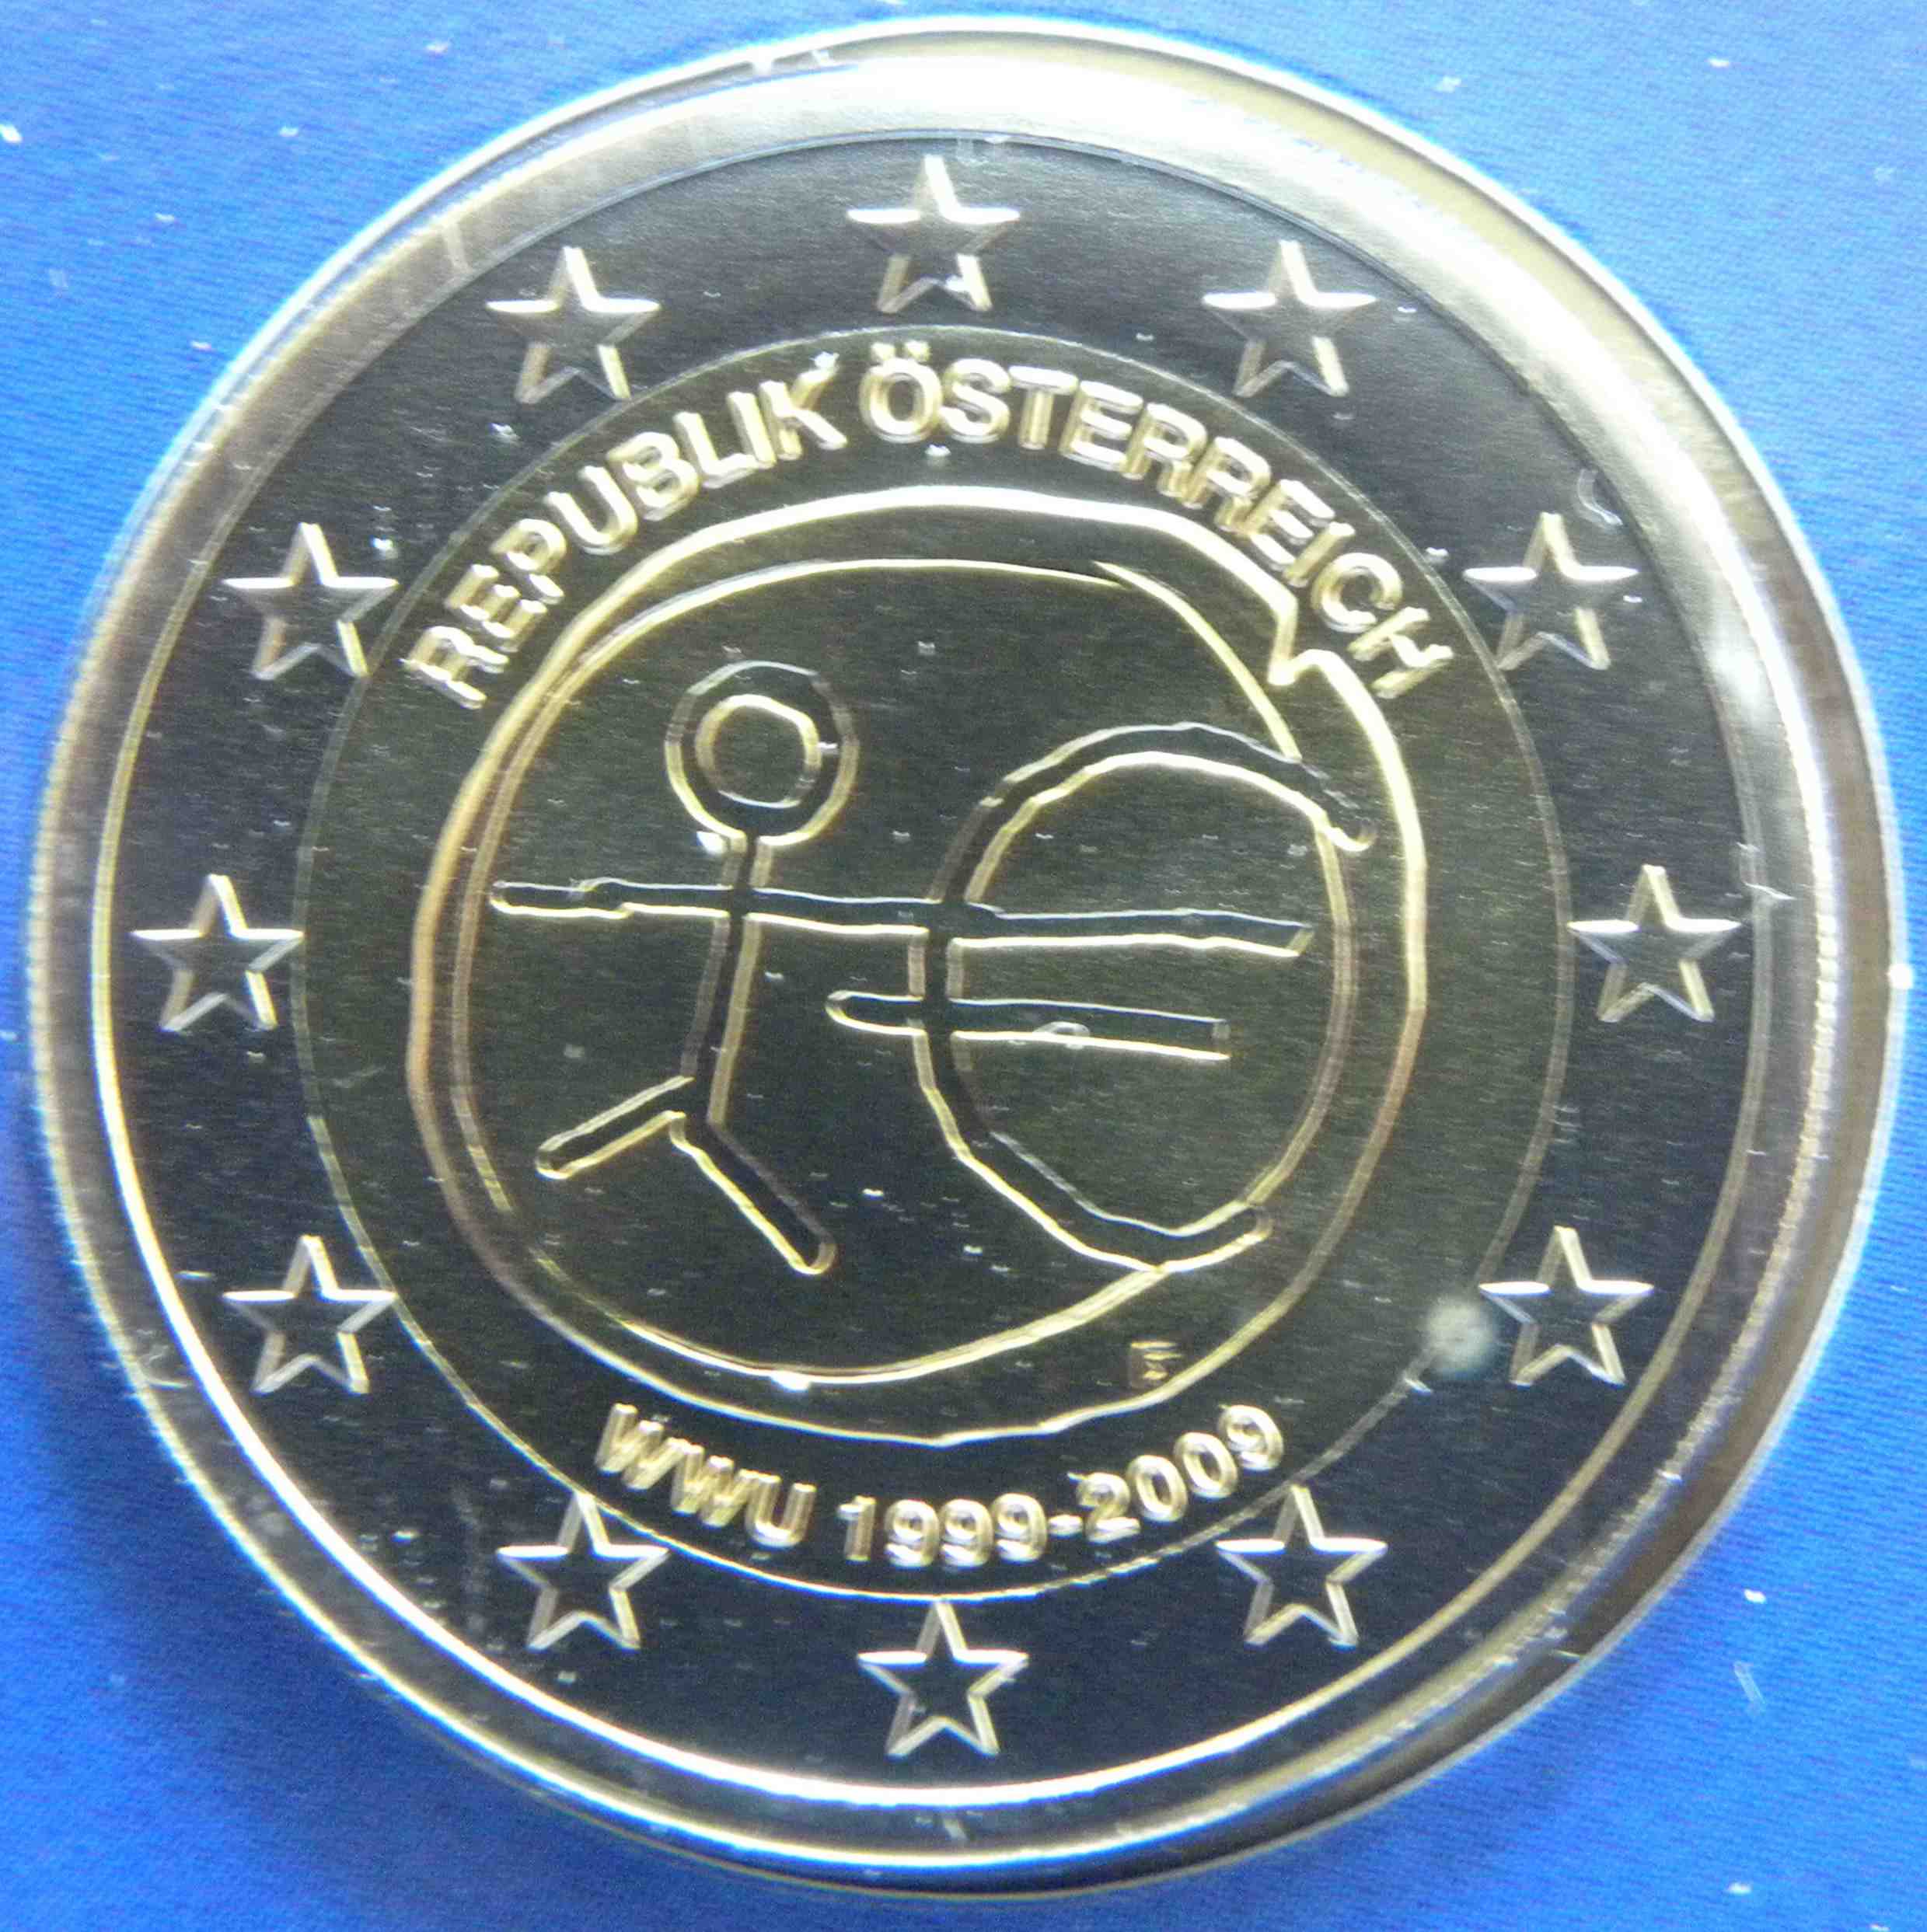 REPUBLIK ÖSTERREICH
€
E
WWU 1999-2009